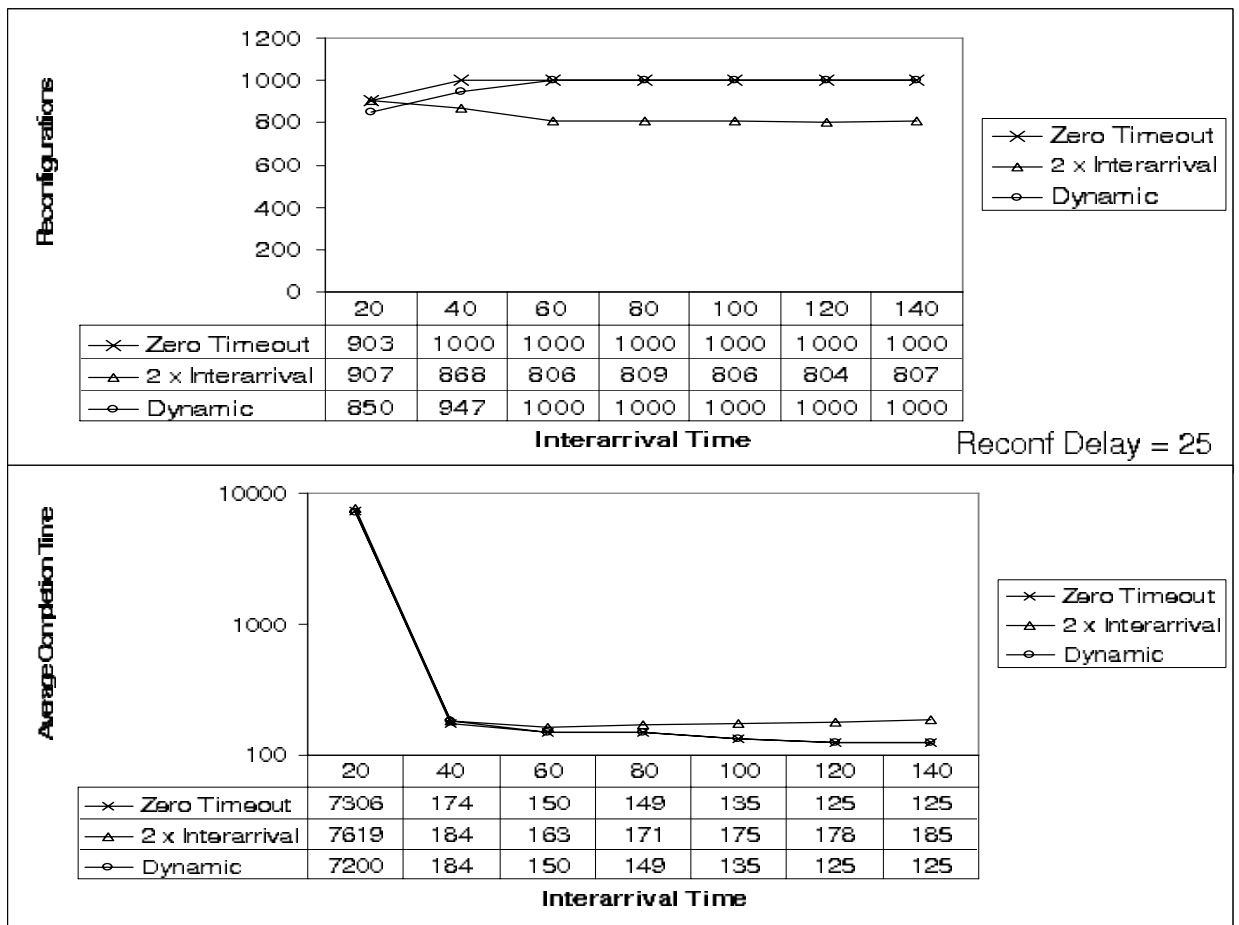 1200
1000
800
600
400
200
0
Reconfigurations
Zero Timeout
2 x Interarrival
Dynamic
20 40 60 80 100 120 140
Zero Timeout 903 1000 1000 1000 1000 1000 1000
2 x Interarrival 907 868 806 809 806 804 807
Dynamic 850 947 1000 1000 1000 1000 1000
Interarrival Time
Reconf Delay = 25
10000
1000
100
Average Completion Time
Zero Timeout
2 x Interarrival
Dynamic
20 40 60 80 100 120 140
Zero Timeout 7306 174 150 149 135 125 125
2 x Interarrival 7619 184 163 171 175 178 185
Dynamic 7200 184 150 149 135 125 125
Interarrival Time